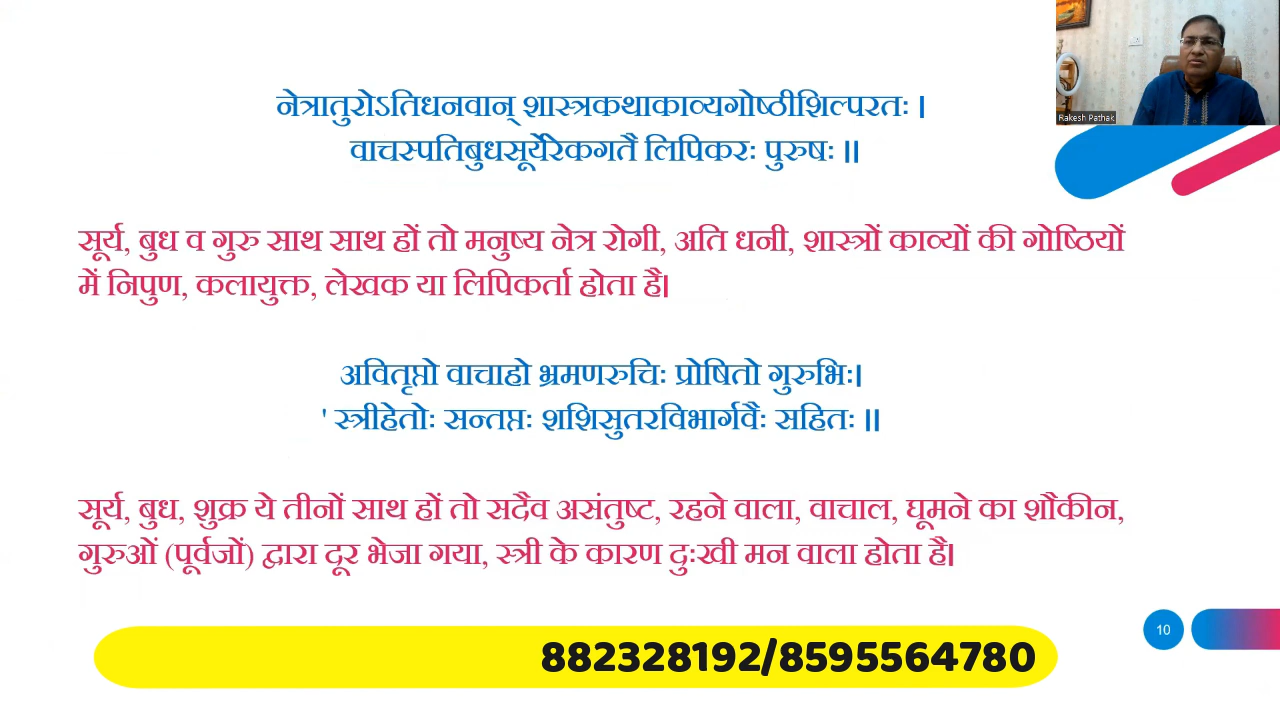 नेत्रातुरोऽतिधनवान् शास्त्रकथाकाव्यगोष्ठीशिल्परतः ।
वाचस्पतिबुधसूर्यैरेकगतै लिपिकरः पुरुषः ॥
सूर्य, बुध व गुरु साथ साथ हों तो मनुष्य नेत्र रोगी, अति धनी, शास्त्रों काव्यों की गोष्ठियों
में निपुण, कलायुक्त, लेखक या लिपिकर्ता होता है।
अवितृप्तो वाचाहो भ्रमणरुचिः प्रोषितो गुरुभिः।
' स्त्रीहेतोः सन्तप्तः शशिसुतरविभार्गवैः सहितः ॥
सूर्य, बुध, शुक्र ये तीनों साथ हों तो सदैव असंतुष्ट, रहने वाला, वाचाल, घूमने का शौकीन,
गुरुओं (पूर्वजों) द्वारा दूर भेजा गया, स्त्री के कारण दुःखी मन वाला होता है।
882328192/8595564780
10
Rakesh Pathak